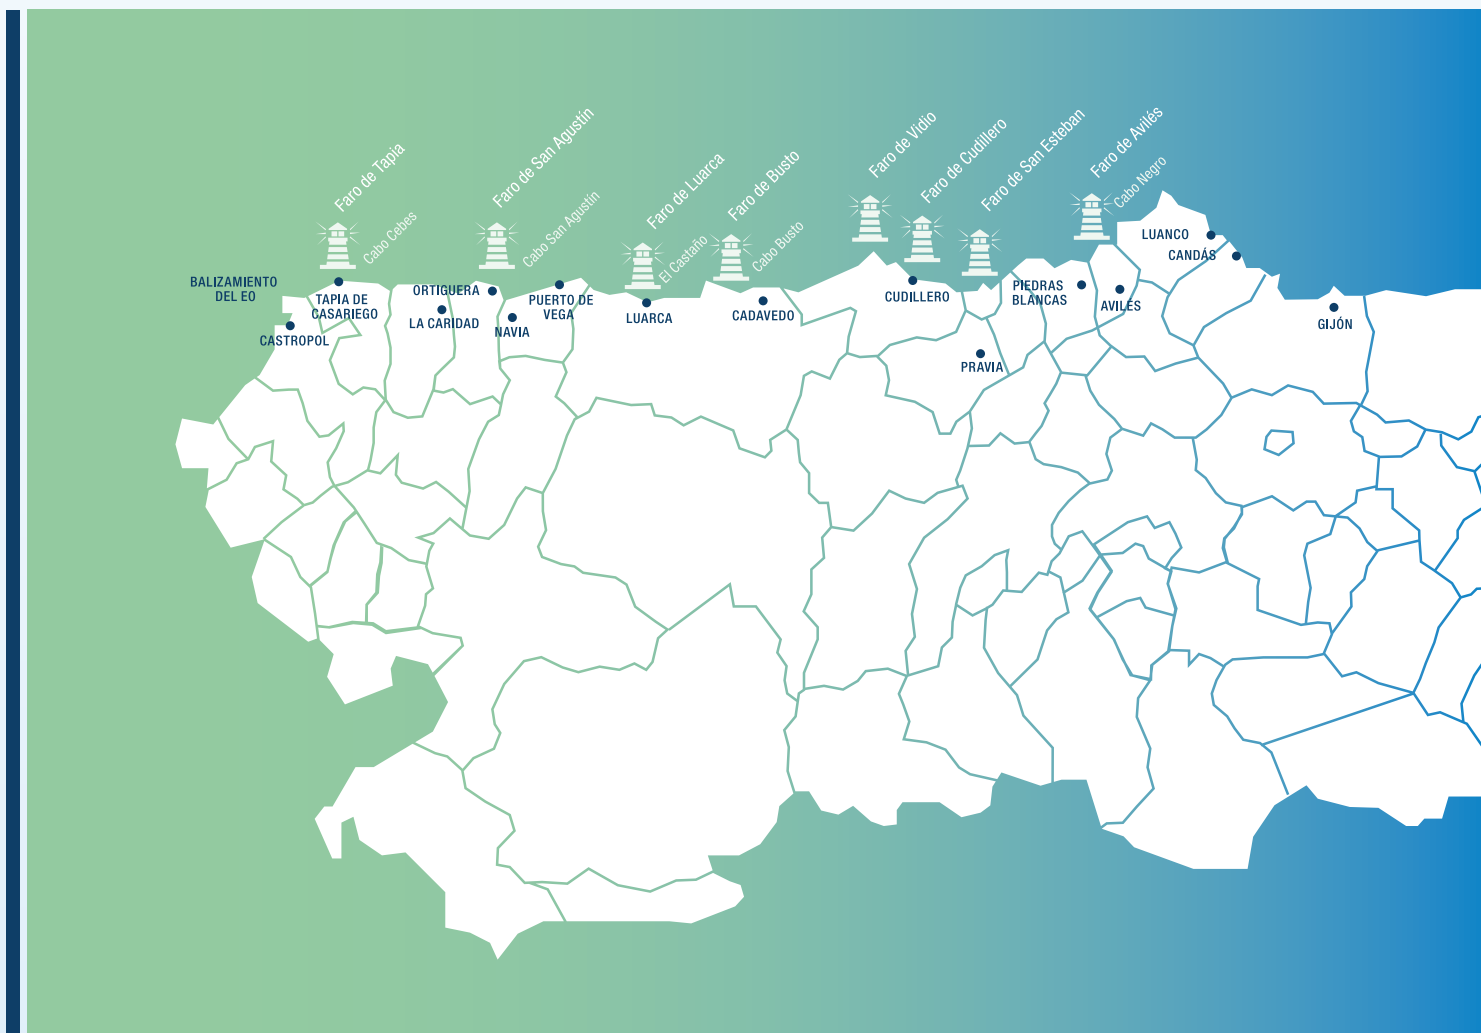 Faro de Tapia
Cabo Cebes
Faro de San Agustín
Cabo San Agustín
Faro de Luarca
El Castaño
Faro de Busto
Cabo Busto
Faro de Vidio
Faro de Cudillero
Faro de San Esteban
Faro de Avilés
Cabo Negro
BALIZAMIENTO
DEL EO
CASTROPOL
TAPIA DE
CASARIEGO
ORTIGUERA
LA CARIDAD
NAVIA
PUERTO DE
VEGA
LUARCA
CADAVEDO
CUDILLERO
PRAVIA
PIEDRAS
BLANCAS
AVILÉS
LUANCO
CANDÁS
GIJÓN